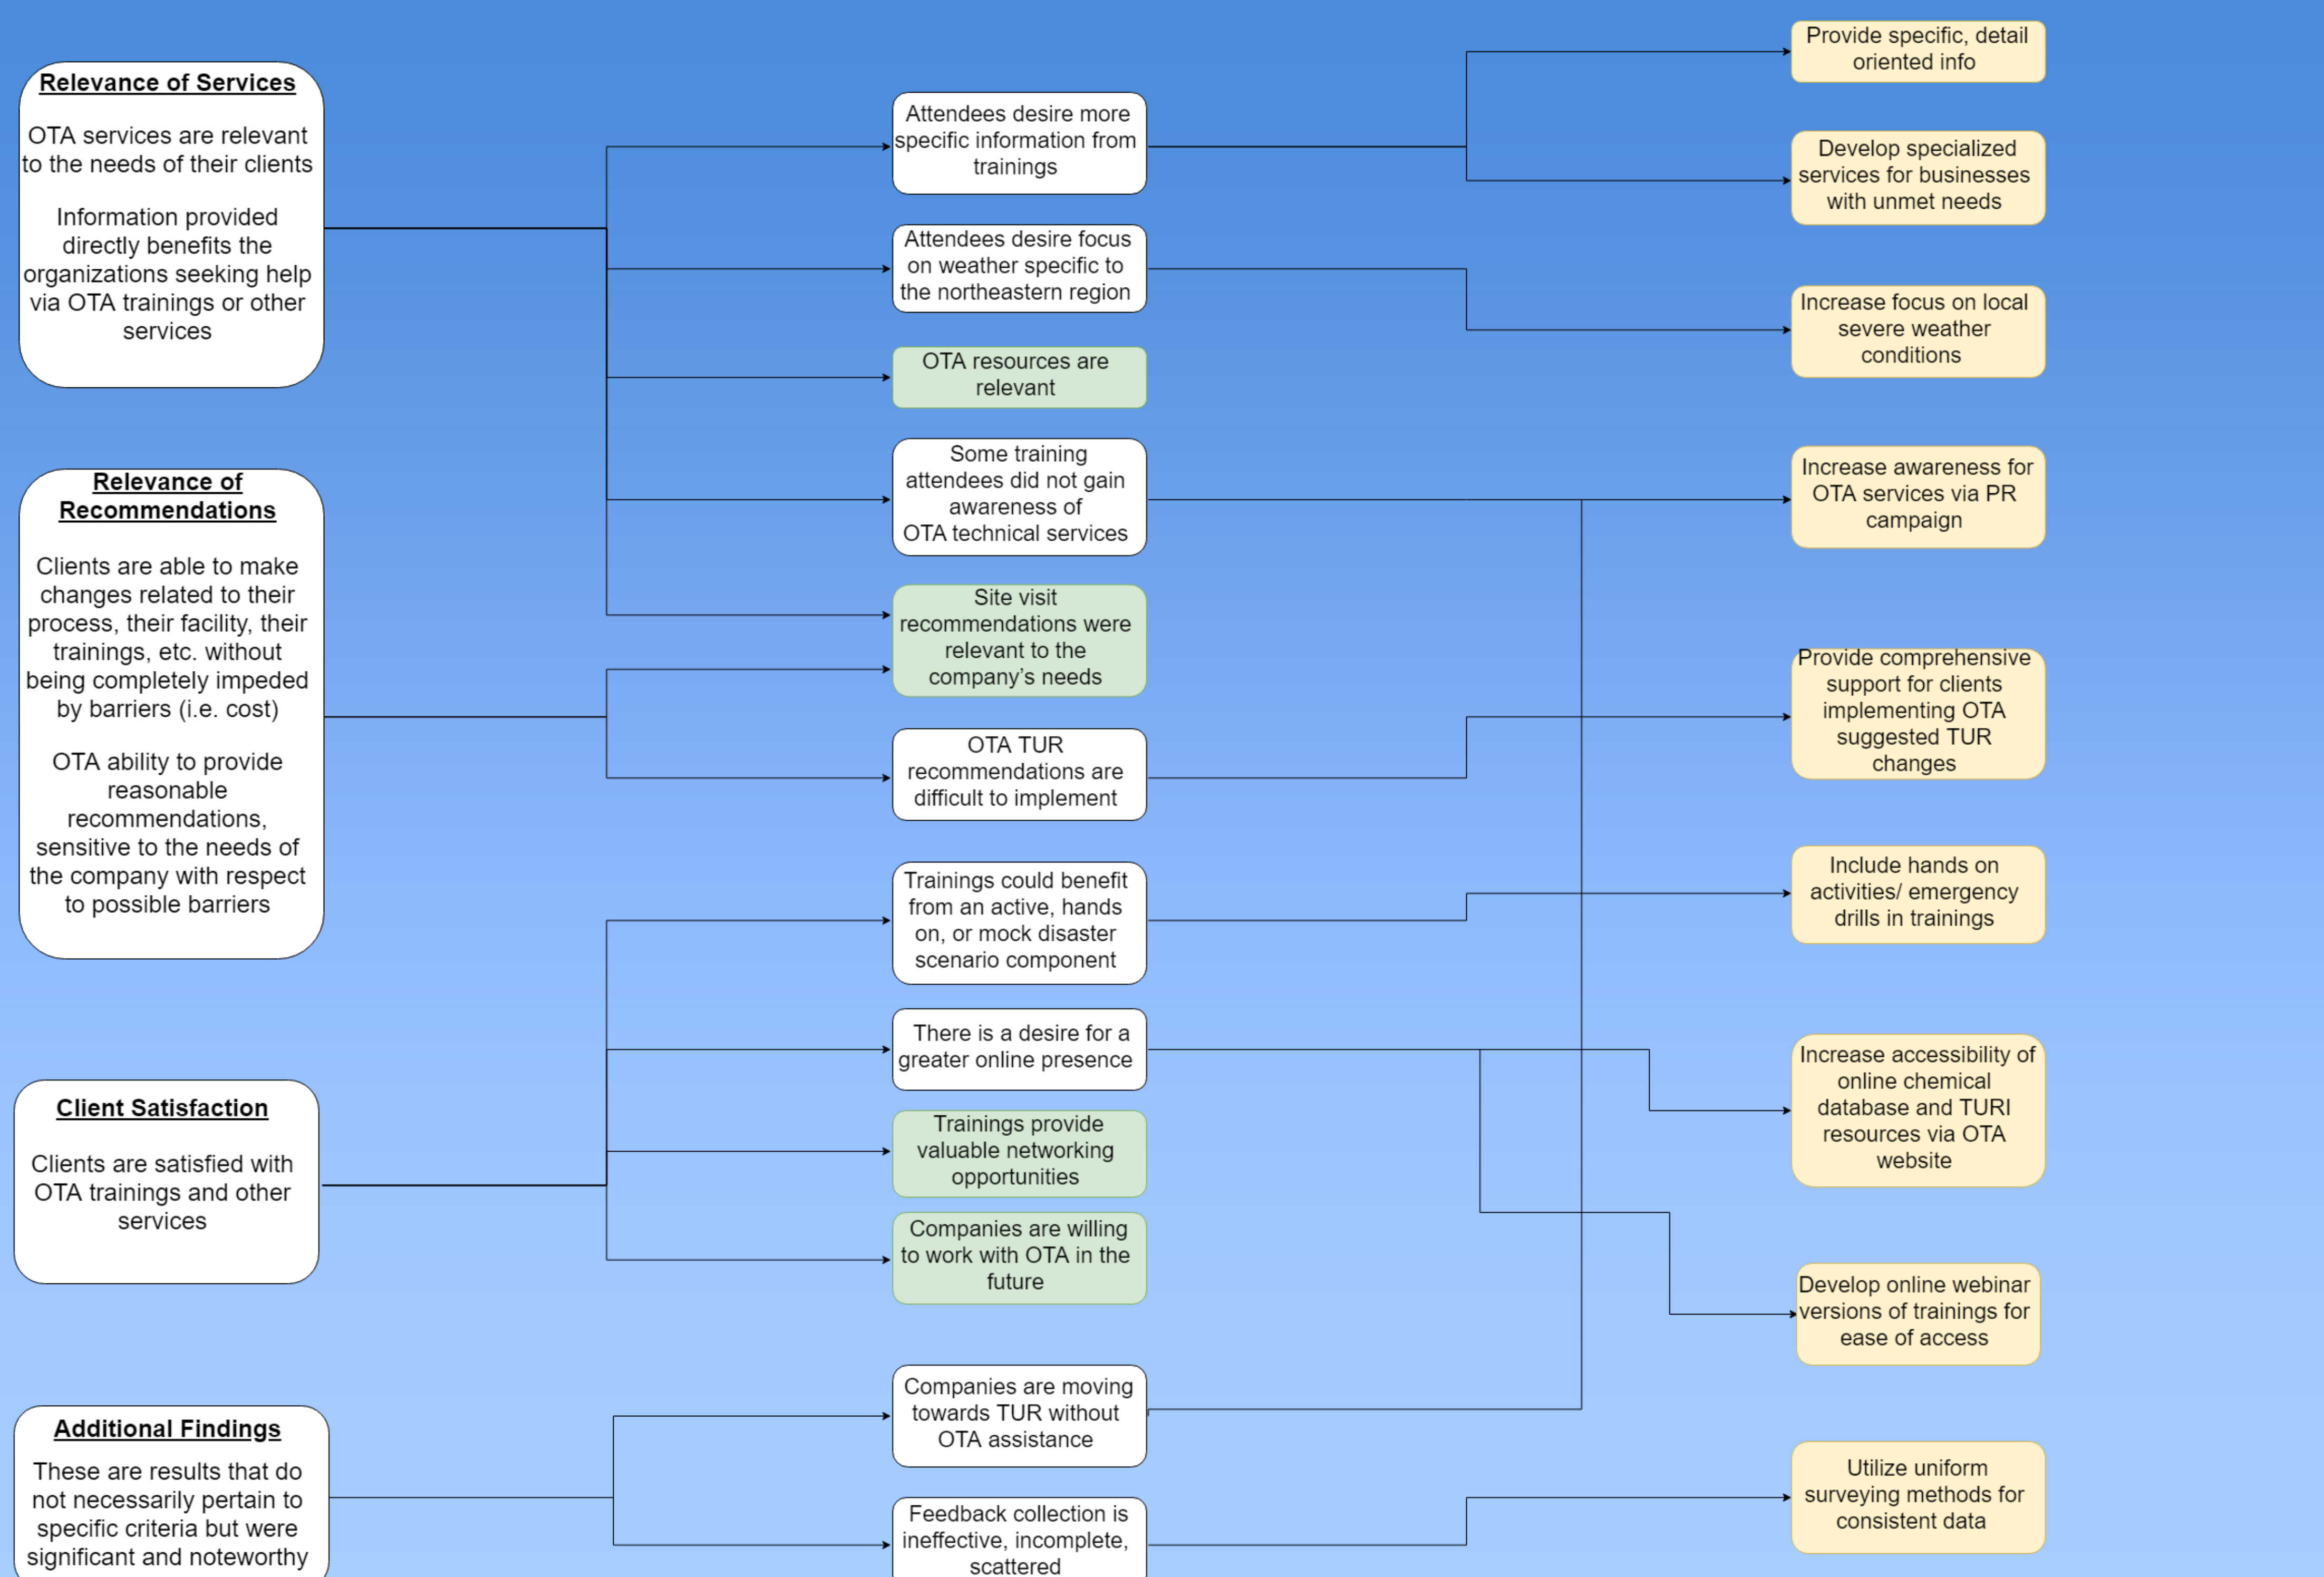 Relevance of Services
OTA services are relevant
to the needs of their clients
Information provided
directly benefits the
organizations seeking help
via OTA trainings or other
services
Relevance of
Recommendations
Clients are able to make
changes related to their
process, their facility, their
trainings, etc. without
being completely impeded
by barriers (i.e. cost)
OTA ability to provide
reasonable
recommendations,
sensitive to the needs of
the company with respect
to possible barriers
Client Satisfaction
Clients are satisfied with
OTA trainings and other
services
Additional Findings
These are results that do
not necessarily pertain to
specific criteria but were
significant and noteworthy
Attendees desire more
specific information from
trainings
Attendees desire focus
on weather specific to
the northeastern region
OTA resources are
relevant
Some training
attendees did not gain
awareness of
OTA technical services
Site visit
recommendations were
relevant to the
company's needs
OTA TUR
recommendations are
difficult to implement
Trainings could benefit
from an active, hands
on, or mock disaster
scenario component
There is a desire for a
greater online presence
Trainings provide
valuable networking
opportunities
Companies are willing
to work with OTA in the
future
Companies are moving
towards TUR without
OTA assistance
Feedback collection is
ineffective, incomplete,
scattered
Provide specific, detail
oriented info
Develop specialized
services for businesses
with unmet needs
Increase focus on local
severe weather
conditions
Increase awareness for
OTA services via PR
campaign
Provide comprehensive
support for clients
implementing OTA
suggested TUR
changes
Include hands on
activities/ emergency
drills in trainings
Increase accessibility of
online chemical
database and TURI
resources via OTA
website
Develop online webinar
versions of trainings for
ease of access
Utilize uniform
surveying methods for
consistent data